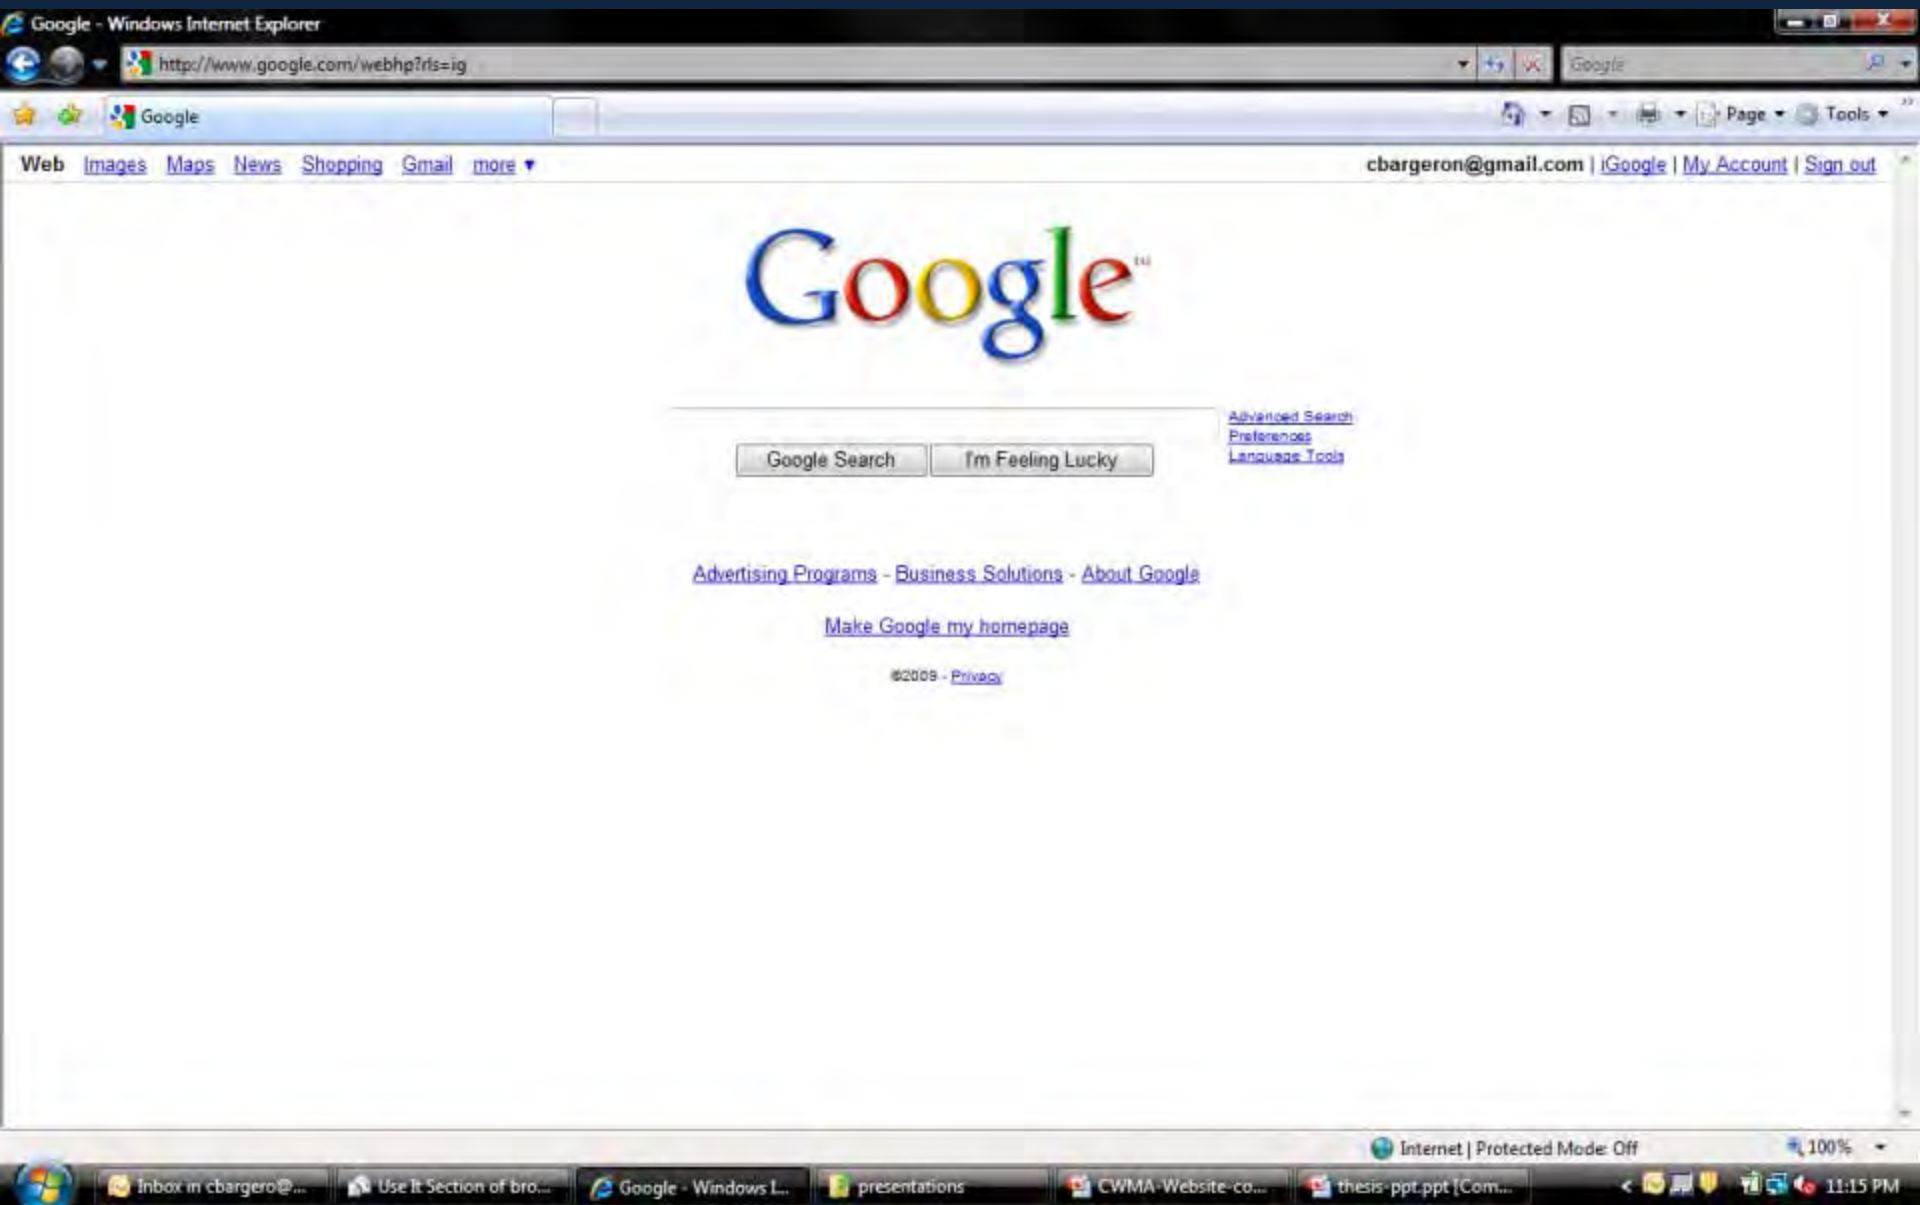 Google - Windows Internet Explorer
http://www.google.com/webhp?rls=ig
Google
Google
Page
Tools
Web Images Maps News Shopping Gmail more ▼
cbargeron@gmail.com | iGoogle | My Account | Sign out
Google™
Advanced Search
Preferences
Language Tools
Google Search
I'm Feeling Lucky
Advertising Programs - Business Solutions - About Google
Make Google my homepage
©2009 - Privacy
Internet | Protected Mode: Off
100%
Inbox in cbargero@...
Use It Section of bro...
Google - Windows I...
presentations
CWMA-Website-co...
thesis-ppt.ppt [Com...
11:15 PM